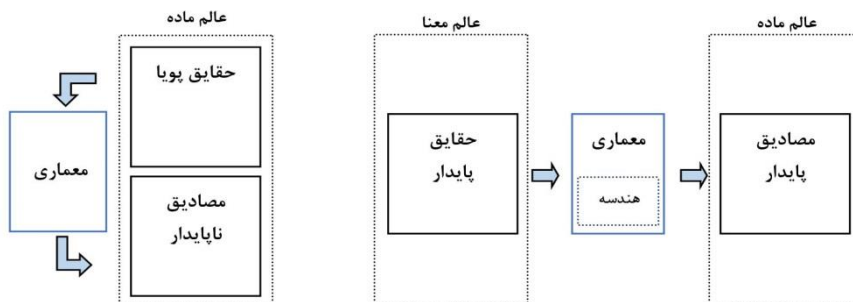 عالم ماده
عالم معنا
عالم ماده
مصادیق
پایدار
معماری
هندسه
حقایق
پایدار
حقایق پویا
معماری
مصادیق
ناپایدار